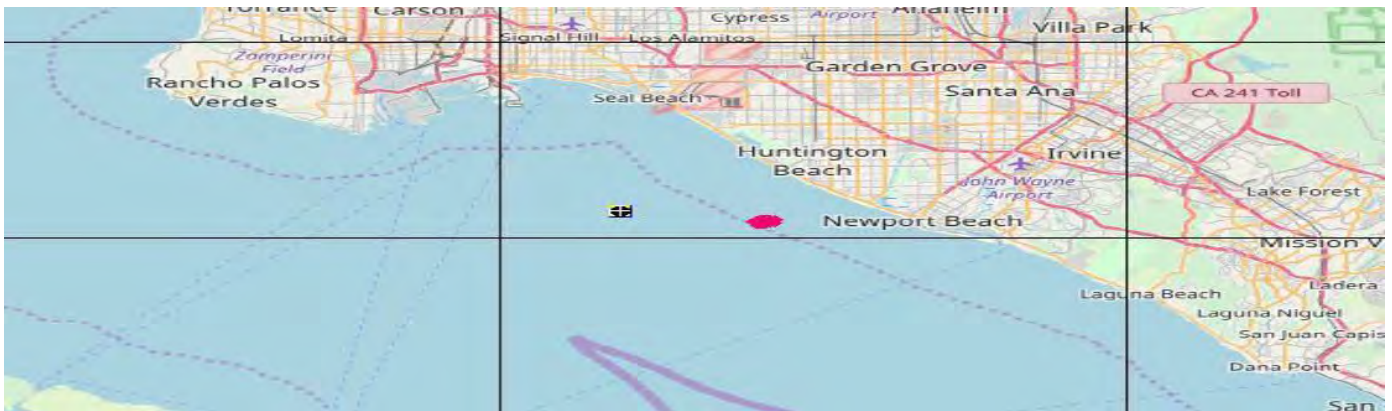 Torrance
Carson
Cypress
Airport
Anaheim
Villa Park
Signal Hill
Los Alamitos
Lomita
Zamperini
Field
Garden Grove
Rancho Palos
Verdes
Seal Beach
Santa Ana
CA 241 Toll
Huntington
Beach
Irvine
John Wayne
Airport
Lake Forest
Newport Beach
Mission V
Laguna Beach
Ladera
Laguna Niguel
San Juan Capis
Dana Point
San